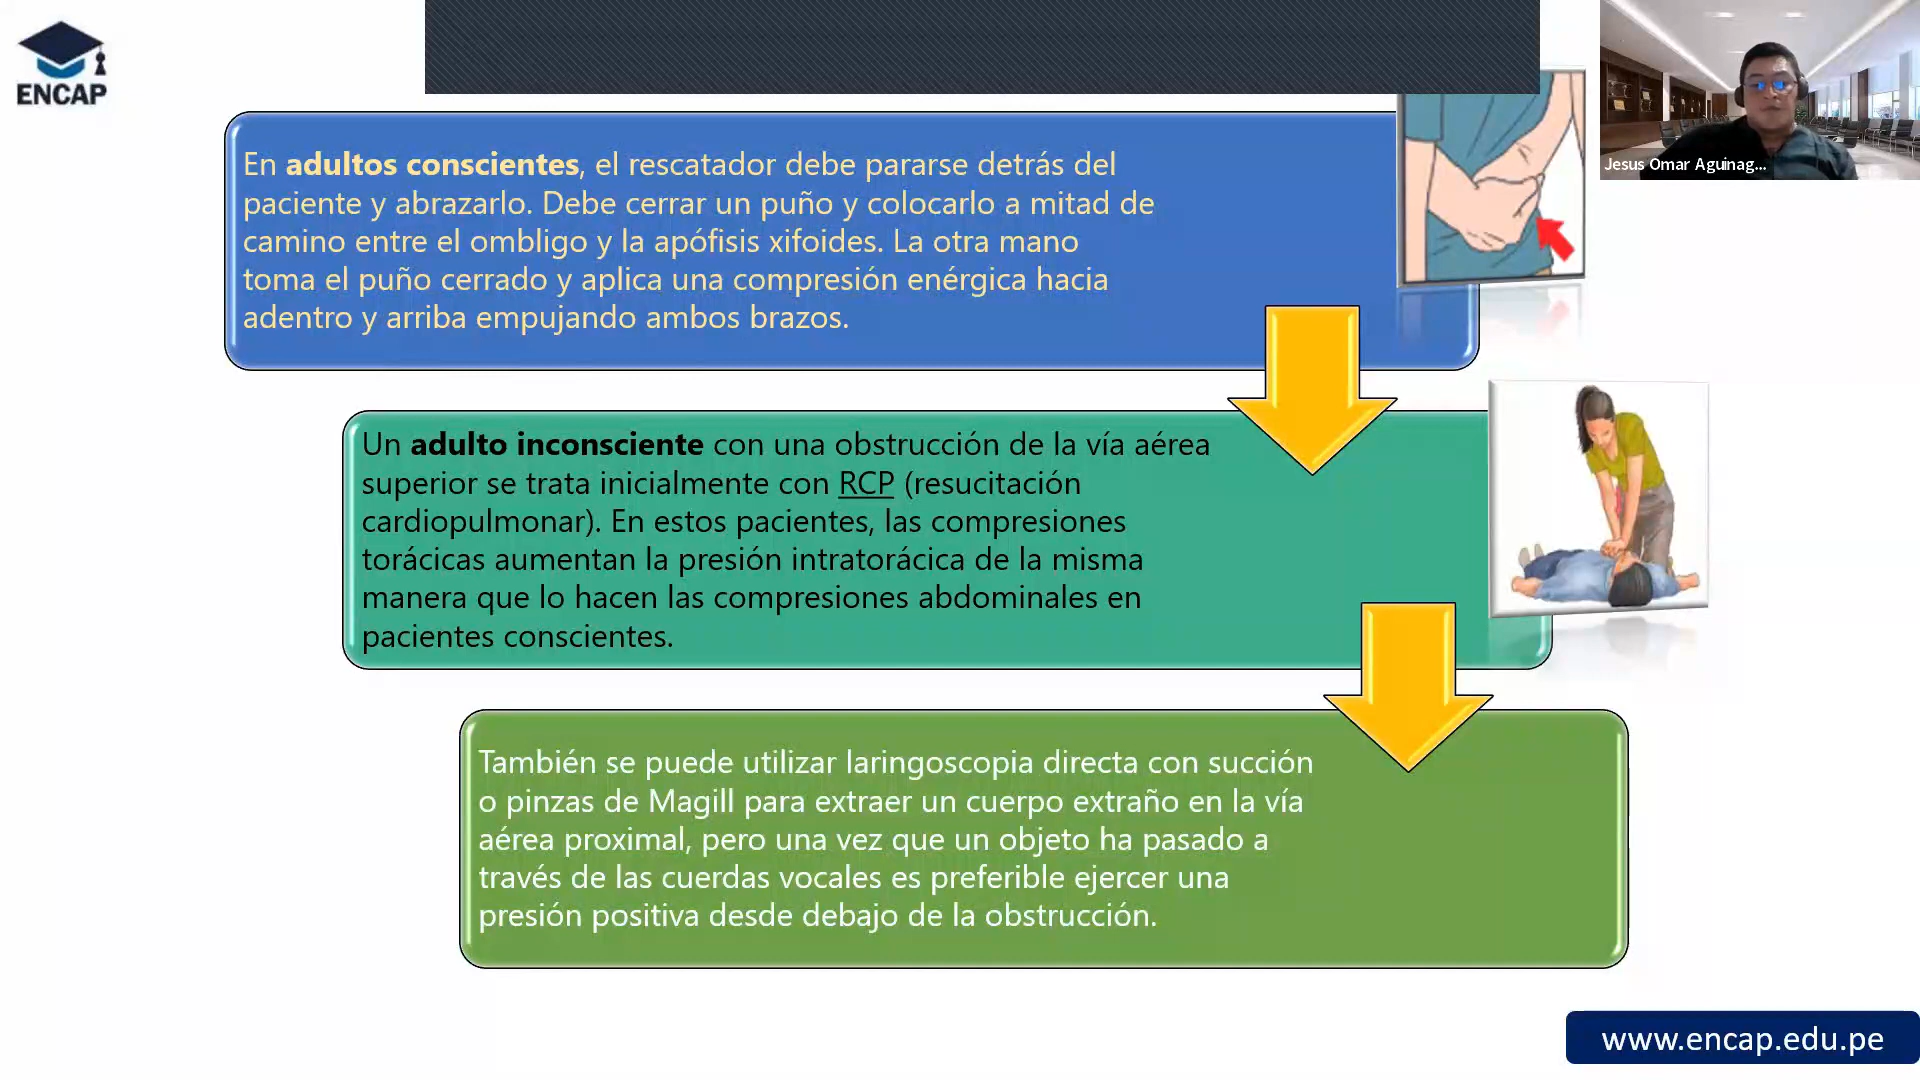 ENCAP
Jesus Omar Aguinag...
En adultos conscientes, el rescatador debe pararse detrás del
paciente y abrazarlo. Debe cerrar un puño y colocarlo a mitad de
camino entre el ombligo y la apófisis xifoides. La otra mano
toma el puño cerrado y aplica una compresión enérgica hacia
adentro y arriba empujando ambos brazos.
Un adulto inconsciente con una obstrucción de la vía aérea
superior se trata inicialmente con RCP (resucitación
cardiopulmonar). En estos pacientes, las compresiones
torácicas aumentan la presión intratorácica de la misma
manera que lo hacen las compresiones abdominales en
pacientes conscientes.
También se puede utilizar laringoscopia directa con succión
o pinzas de Magill para extraer un cuerpo extraño en la vía
aérea proximal, pero una vez que un objeto ha pasado a
través de las cuerdas vocales es preferible ejercer una
presión positiva desde debajo de la obstrucción.
www.encap.edu.pe